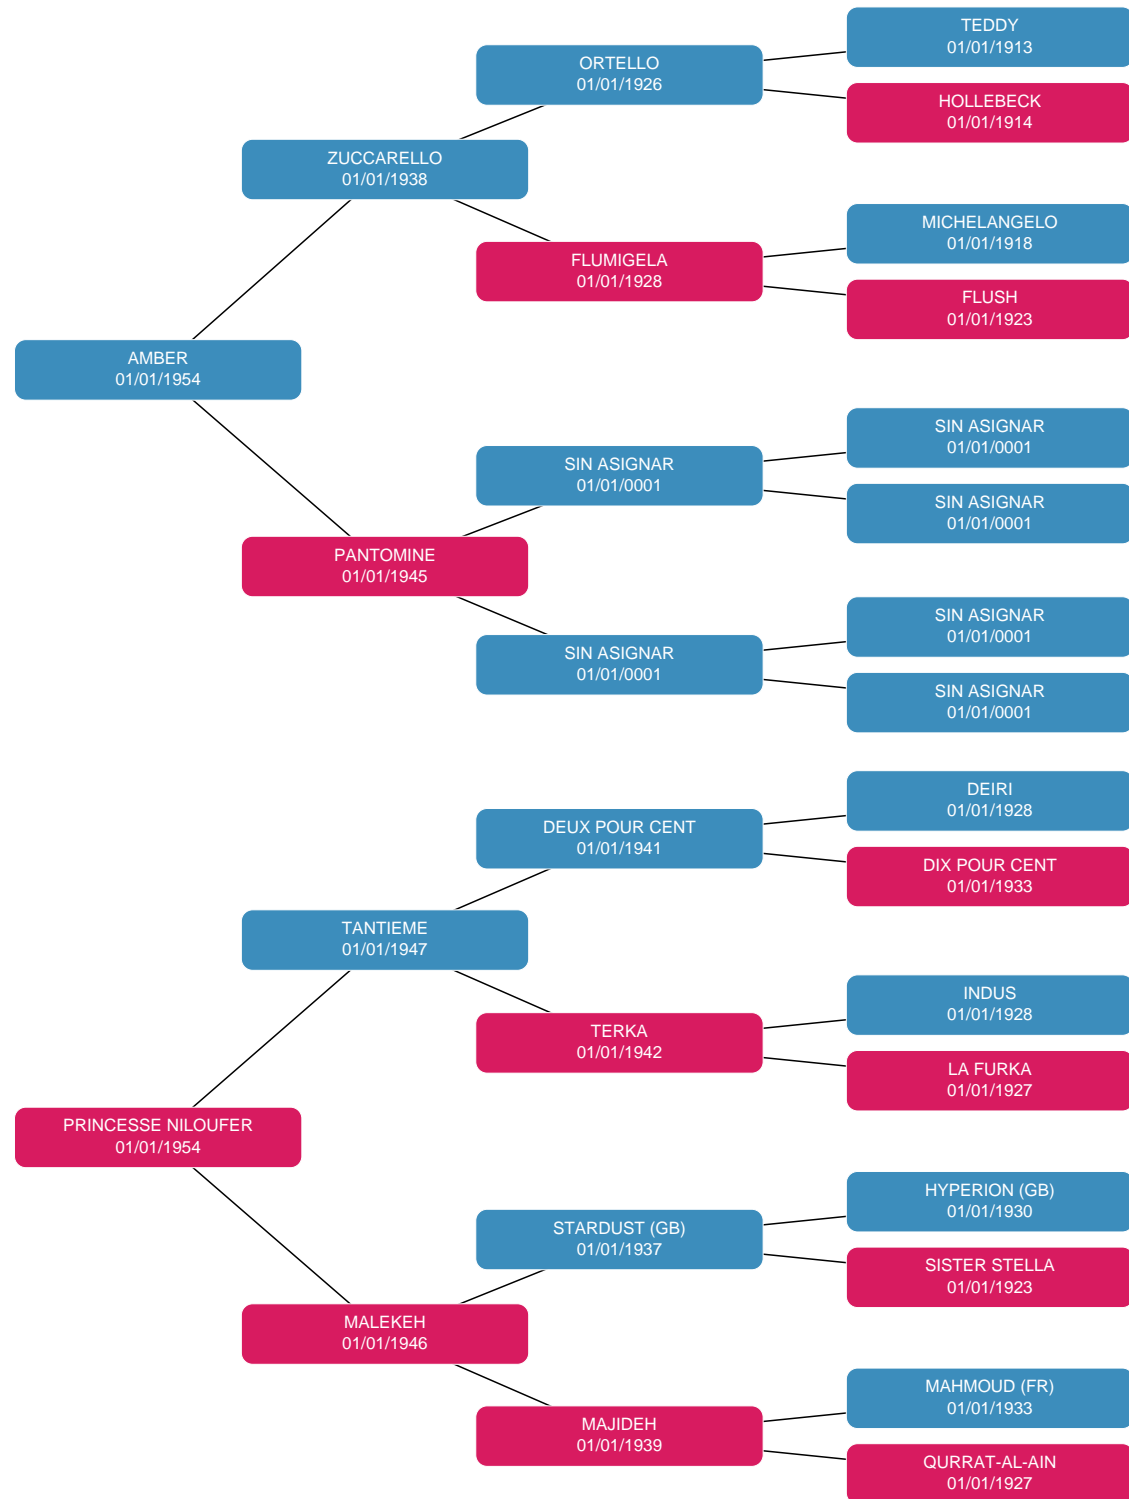 TEDDY
01/01/1913
ORTELLO
01/01/1926
HOLLEBECK
01/01/1914
ZUCCARELLO
01/01/1938
MICHELANGELO
01/01/1918
FLUMIGELA
01/01/1928
FLUSH
01/01/1923
AMBER
01/01/1954
SIN ASIGNAR
01/01/0001
SIN ASIGNAR
01/01/0001
SIN ASIGNAR
01/01/0001
PANTOMINE
01/01/1945
SIN ASIGNAR
01/01/0001
SIN ASIGNAR
01/01/0001
SIN ASIGNAR
01/01/0001
DEIRI
01/01/1928
DEUX POUR CENT
01/01/1941
DIX POUR CENT
01/01/1933
TANTIEME
01/01/1947
INDUS
01/01/1928
TERKA
01/01/1942
LA FURKA
01/01/1927
PRINCESSE NILOUFER
01/01/1954
HYPERION (GB)
01/01/1930
STARDUST (GB)
01/01/1937
SISTER STELLA
01/01/1923
MALEKEH
01/01/1946
MAHMOUD (FR)
01/01/1933
MAJIDEH
01/01/1939
QURRAT-AL-AIN
01/01/1927